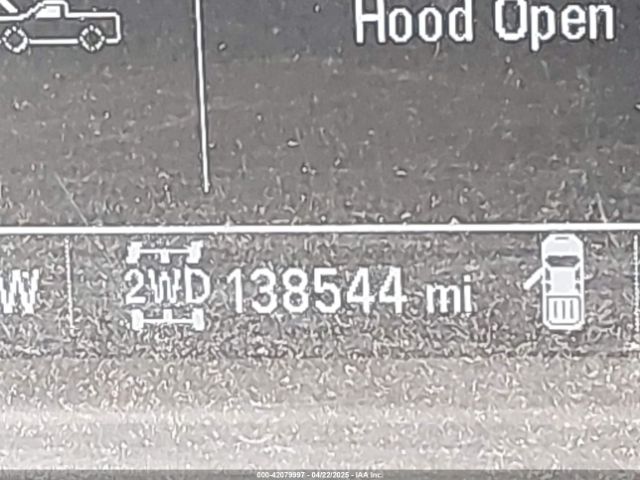 Hood Open
W 2WD 138544 mi
000-42079997 - 04/22/2025 - IAA Inc.